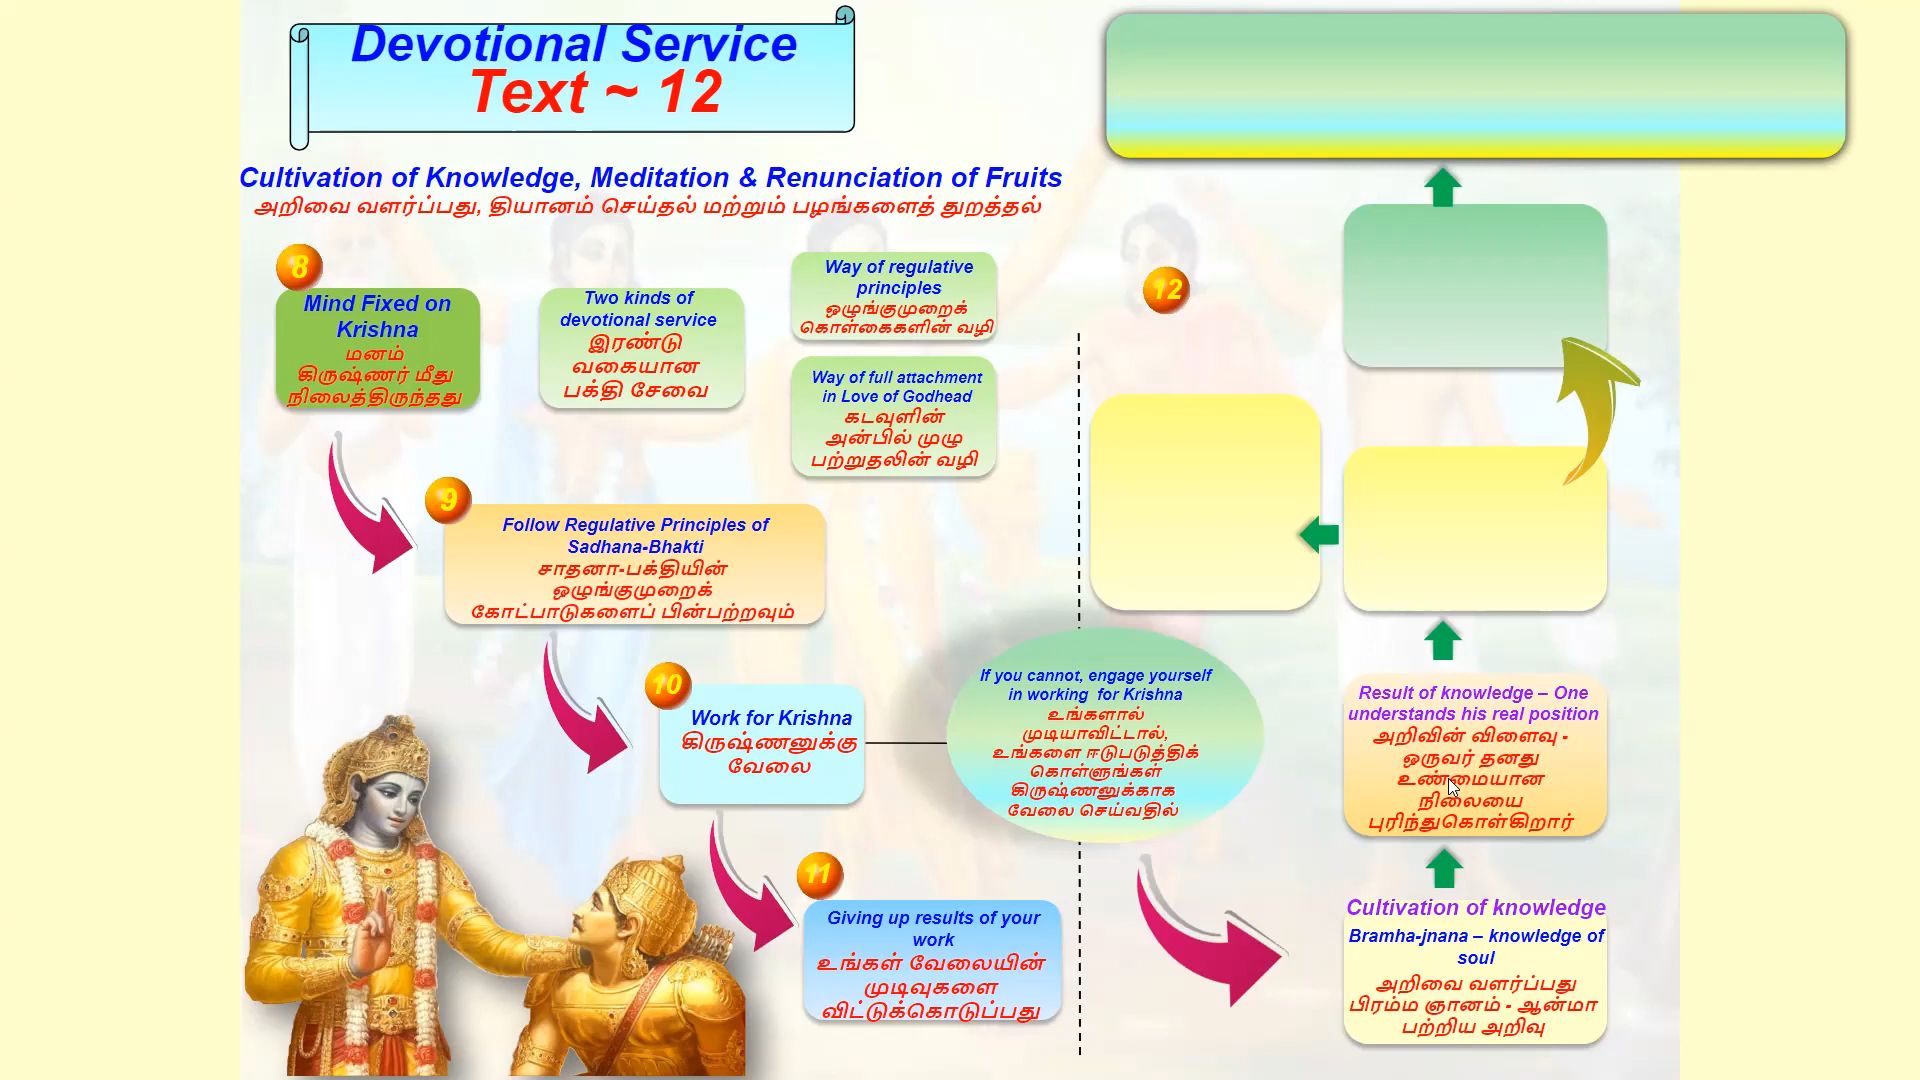 Devotional Service
Text ~ 12
Cultivation of Knowledge, Meditation & Renunciation of Fruits
அறிவை வளர்ப்பது, தியானம் செய்தல் மற்றும் பழங்களைத் துறத்தல்
8
Mind Fixed on
Krishna
மனம்
கிருஷ்ணர் மீது
நிலைத்திருந்தது
Two kinds of
devotional service
இரண்டு
வகையான
பக்தி சேவை
Way of regulative
principles
ஒழுங்குமுறைக்
கொள்கைகளின் வழி
Way of full attachment
in Love of Godhead
கடவுளின்
அன்பில் முழு
பற்றுதலின் வழி
9
Follow Regulative Principles of
Sadhana-Bhakti
சாதனா-பக்தியின்
ஒழுங்குமுறைக்
கோட்பாடுகளைப் பின்பற்றவும்
10
Work for Krishna
கிருஷ்ணனுக்கு
வேலை
If you cannot, engage yourself
in working for Krishna
உங்களால்
முடியாவிட்டால்,
உங்களை ஈடுபடுத்திக்
கொள்ளுங்கள்
கிருஷ்ணனுக்காக
வேலை செய்வதில்
11
Giving up results of your
work
உங்கள் வேலையின்
முடிவுகளை
விட்டுக்கொடுப்பது
12
Result of knowledge – One
understands his real position
அறிவின் விளைவு -
ஒருவர் தனது
உண்மையான
நிலையை
புரிந்துகொள்கிறார்
Cultivation of knowledge
Bramha-jnana – knowledge of
soul
அறிவை வளர்ப்பது
பிரம்ம ஞானம் - ஆன்மா
பற்றிய அறிவு